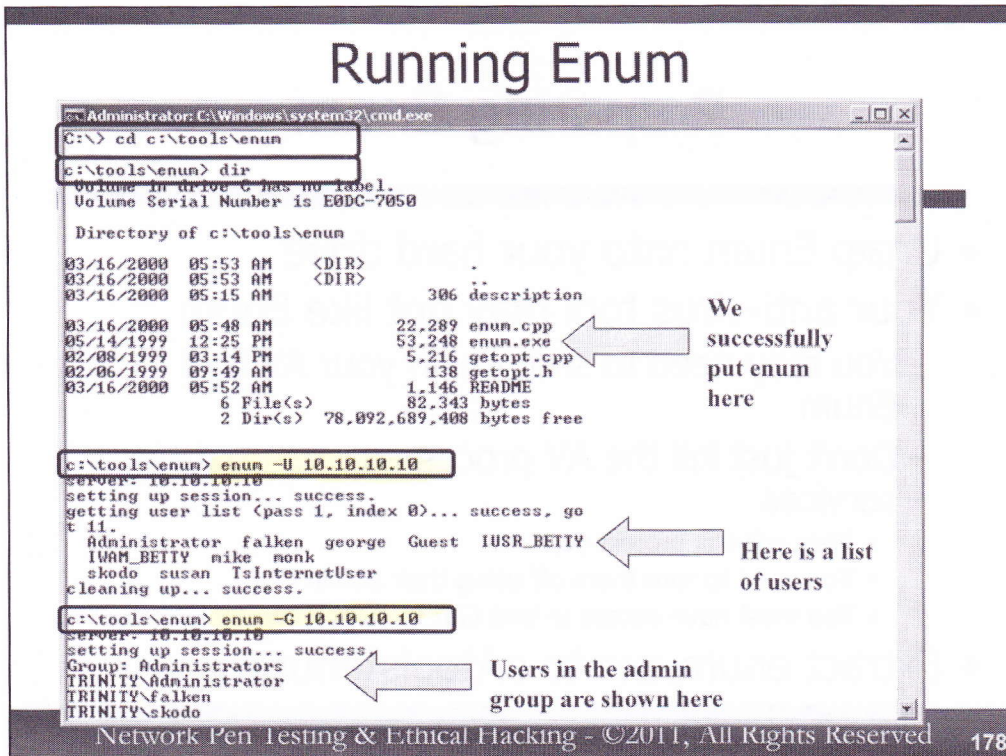 Running Enum
Administrator: C:\Windows\system32\cmd.exe
C:\> cd c:\tools\enum
c:\tools\enum> dir
Volume in drive C has no label.
Volume Serial Number is E0DC-7050
Directory of c:\tools\enum
03/16/2000 05:53 AM <DIR> .
03/16/2000 05:53 AM <DIR> ..
03/16/2000 05:15 AM 306 description
03/16/2000 05:48 AM 22,289 enum.cpp
05/14/1999 12:25 PM 53,248 enum.exe
02/08/1999 03:14 PM 5,216 getopt.cpp
02/06/1999 09:49 AM 138 getopt.h
03/16/2000 05:52 AM 1,146 README
6 File(s) 82,343 bytes
2 Dir(s) 78,092,689,408 bytes free
We
successfully
put enum
here
c:\tools\enum> enum -U 10.10.10.10
server: 10.10.10.10
setting up session... success.
getting user list (pass 1, index 0)... success, go
t 11.
Administrator falken george Guest IUSR_BETTY
IWAM_BETTY mike monk
skodo susan TsInternetUser
cleaning up... success.
Here is a list
of users
c:\tools\enum> enum -G 10.10.10.10
server: 10.10.10.10
setting up session... success.
Group: Administrators
TRINITY\Administrator
TRINITY\falken
TRINITY\skodo
Users in the admin
group are shown here
Network Pen Testing & Ethical Hacking - ©2011, All Rights Reserved